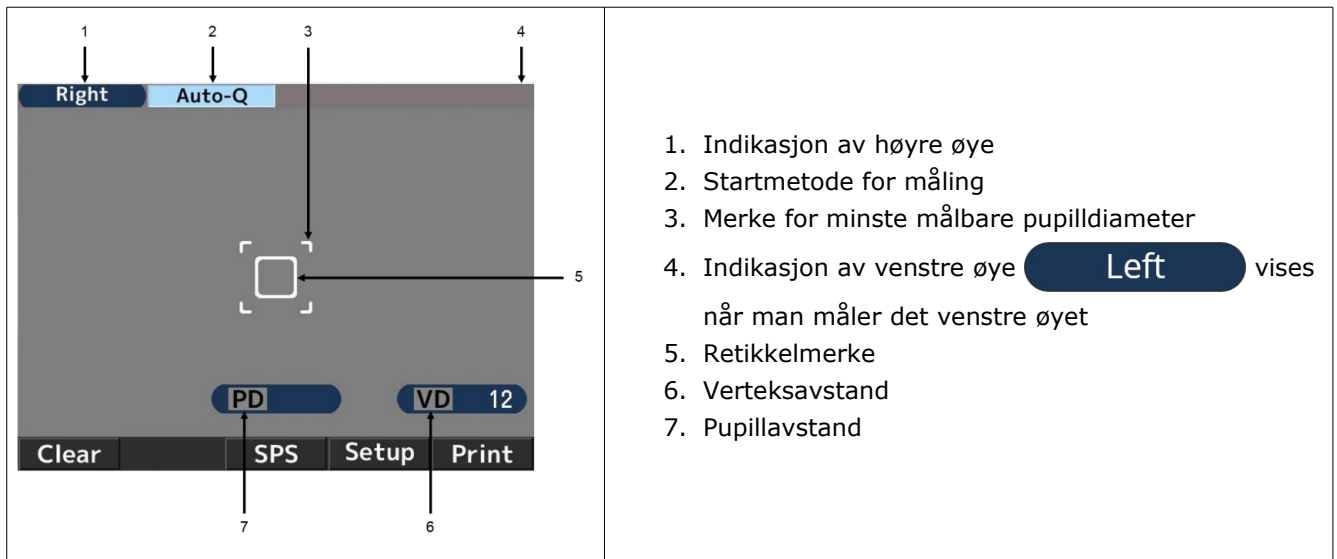 1 2 3 4
Right Auto-Q
5
PD VD 12
Clear SPS Setup Print
7 6
1. Indikasjon av høyre øye
2. Startmetode for måling
3. Merke for minste målbare pupilldiameter
4. Indikasjon av venstre øye Left vises
når man måler det venstre øyet
5. Retikkelmerke
6. Verteksavstand
7. Pupillavstand